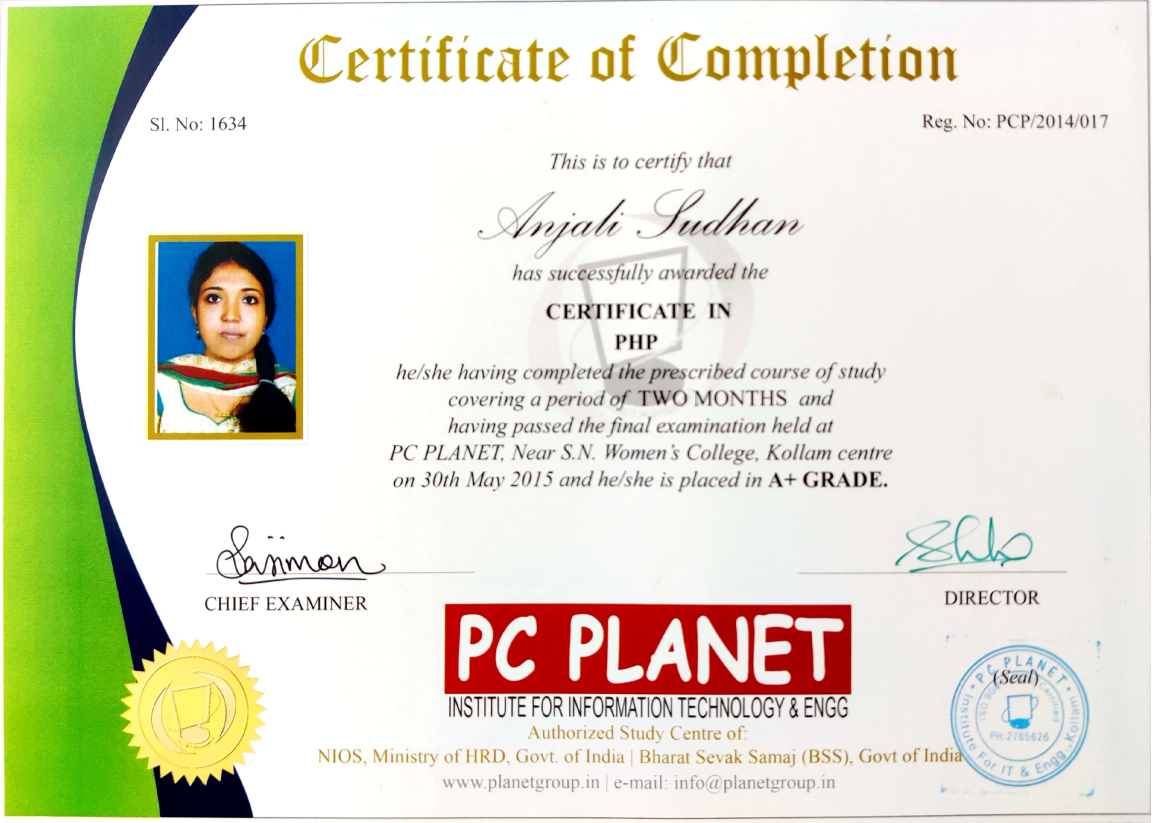 Certificate of Completion
Sl. No: 1634
Reg. No: PCP/2014/017
This is to certify that
Anjali Sudhan
has successfully awarded the
CERTIFICATE IN
PHP
he/she having completed the prescribed course of study
covering a period of TWO MONTHS and
having passed the final examination held at
PC PLANET, Near S.N. Women's College, Kollam centre
on 30th May 2015 and he/she is placed in A+ GRADE.
Sajimon
CHIEF EXAMINER
DIRECTOR
PC PLANET
INSTITUTE FOR INFORMATION TECHNOLOGY & ENGG
Authorized Study Centre of:
NIOS, Ministry of HRD, Govt. of India | Bharat Sevak Samaj (BSS), Govt of India
www.planetgroup.in | e-mail: info@planetgroup.in
PC PLANET
(Seal)
Certified
PH:2765626
Institute For IT & Engg., Kollam